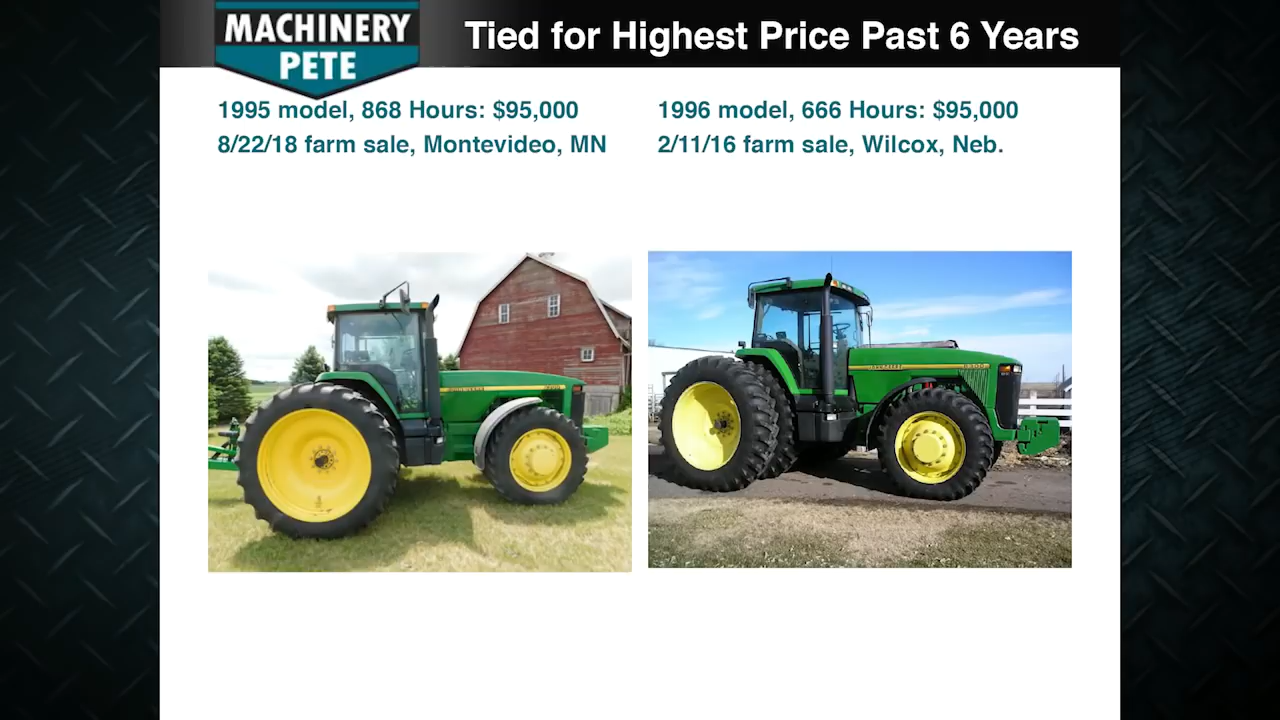 MACHINERY
PETE
Tied for Highest Price Past 6 Years
1995 model, 868 Hours: $95,000
8/22/18 farm sale, Montevideo, MN
1996 model, 666 Hours: $95,000
2/11/16 farm sale, Wilcox, Neb.